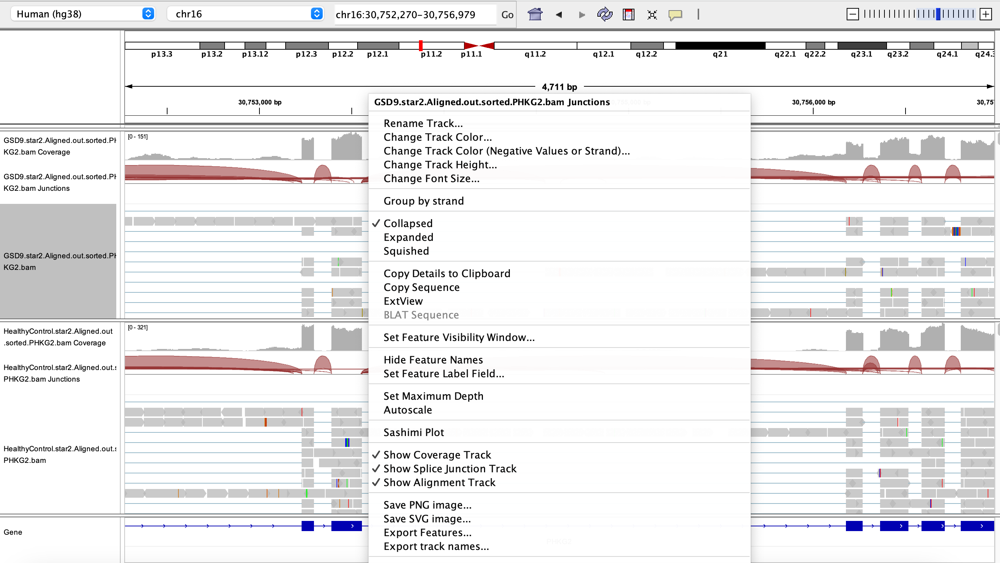 Human (hg38) chr16 chr16:30,752,270-30,756,979 Go
p13.3 p13.2 p13.12 p12.3 p12.2 p12.1 p11.2 p11.1 q11.2 q12.1 q12.2 q21 q22.1 q22.2 q23.1 q23.2 q24.1 q24.3
4,711 bp
30,753,000 bp 30,755,000 bp 30,756,000 bp 30,75
GSD9.star2.Aligned.out.sorted.PHKG2.bam Junctions
Rename Track...
Change Track Color...
Change Track Color (Negative Values or Strand)...
Change Track Height...
Change Font Size...
Group by strand
Collapsed
Expanded
Squished
Copy Details to Clipboard
Copy Sequence
ExtView
BLAT Sequence
Set Feature Visibility Window...
Hide Feature Names
Set Feature Label Field...
Set Maximum Depth
Autoscale
Sashimi Plot
Show Coverage Track
Show Splice Junction Track
Show Alignment Track
Save PNG image...
Save SVG image...
Export Features...
Export track names...
GSD9.star2.Aligned.out.sorted.PH
KG2.bam Coverage
[0 - 151]
GSD9.star2.Aligned.out.sorted.PH
KG2.bam Junctions
GSD9.star2.Aligned.out.sorted.PH
KG2.bam
HealthyControl.star2.Aligned.out
.sorted.PHKG2.bam Coverage
[0 - 321]
HealthyControl.star2.Aligned.out.s
PHKG2.bam Junctions
HealthyControl.star2.Aligned.out.s
PHKG2.bam
Gene
PHKG2